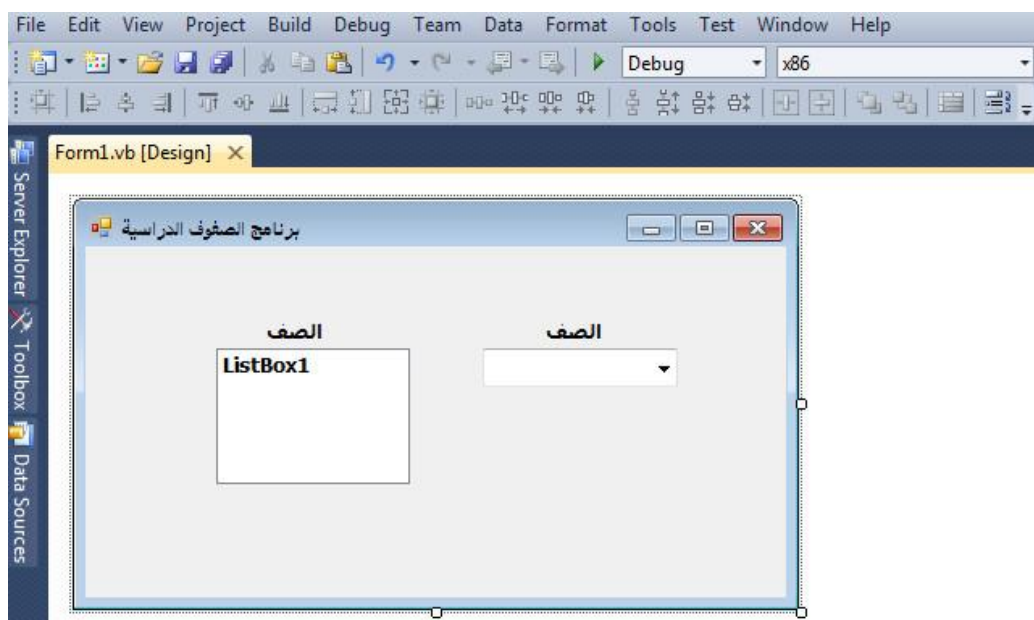 File Edit View Project Build Debug Team Data Format Tools Test Window Help
Debug x86
Form1.vb [Design]
Server Explorer
Toolbox
Data Sources
برنامج الصفوف الدراسية
الصف
الصف
ListBox1